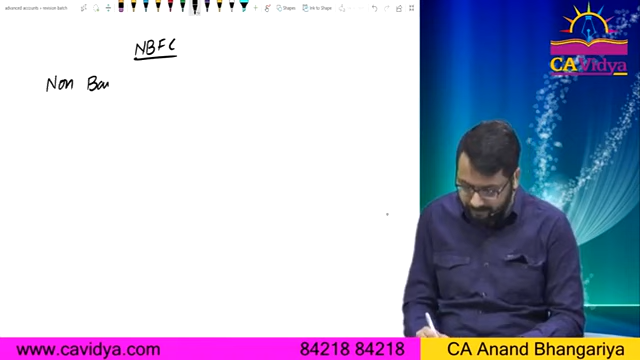 advanced accounts - revision batch
Shapes
Ink to Shape
NBFC
Non Ba
CA Vidya
www.cavidya.com
84218 84218
CA Anand Bhangariya